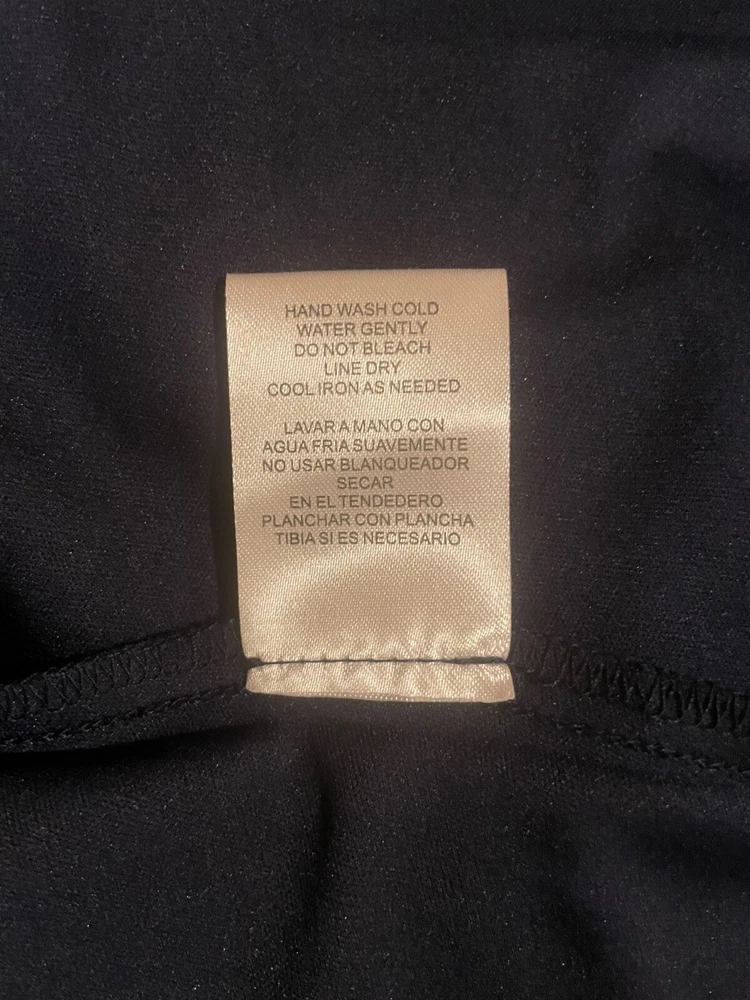 HAND WASH COLD
WATER GENTLY
DO NOT BLEACH
LINE DRY
COOL IRON AS NEEDED
LAVAR A MANO CON
AGUA FRIA SUAVEMENTE
NO USAR BLANQUEADOR
SECAR
EN EL TENDEDERO
PLANCHAR CON PLANCHA
TIBIA SI ES NECESARIO